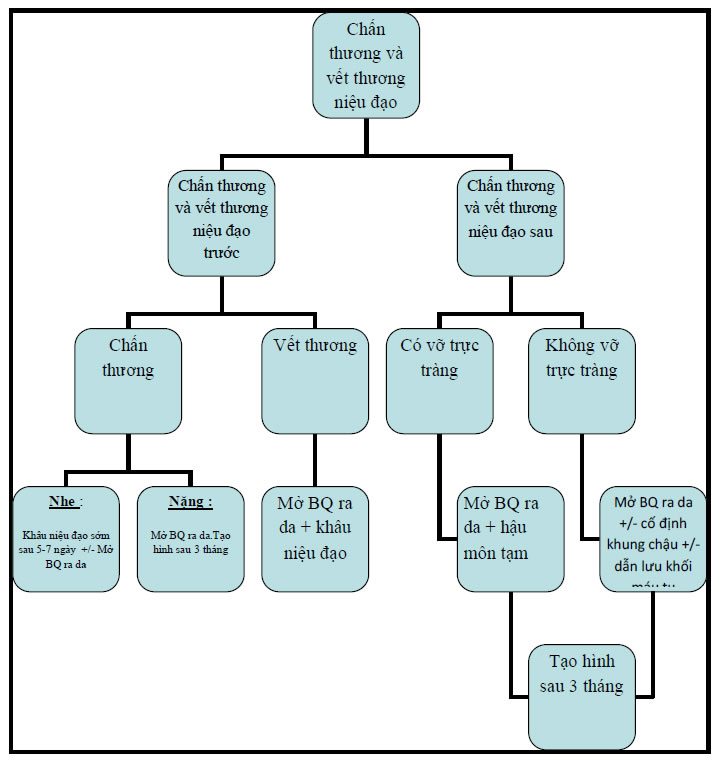 Chấn
thương và
vết thương
niệu đạo
Chấn thương
và vết thương
niệu đạo
trước
Chấn thương
và vết thương
niệu đạo sau
Chấn
thương
Vết thương
Có vỡ trực
tràng
Không vỡ
trực tràng
Nhẹ :
Khâu niệu đạo sớm
sau 5-7 ngày +/- Mở
BQ ra da
Nặng :
Mở BQ ra da.Tạo
hình sau 3 tháng
Mở BQ ra
da + khâu
niệu đạo
Mở BQ ra
da + hậu
môn tạm
Mở BQ ra da
+/- cố định
khung chậu +/-
dẫn lưu khối
máu tụ
Tạo hình
sau 3 tháng